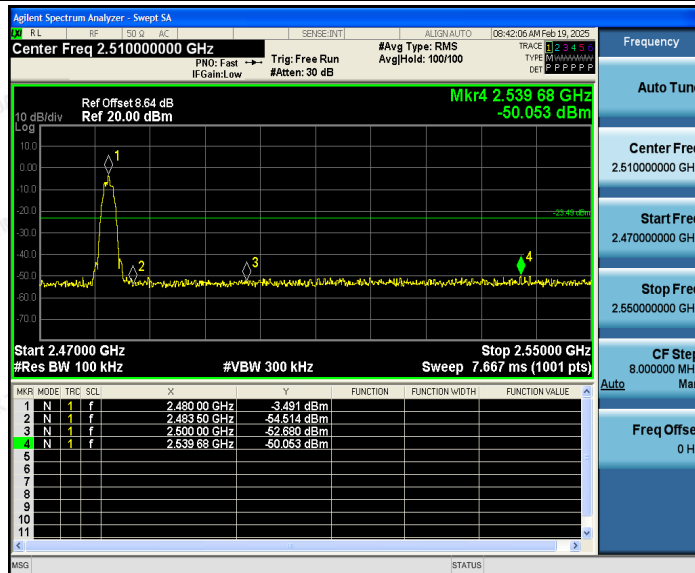 Agilent Spectrum Analyzer - Swept SA
LXI RL RF 50 Ω AC SENSE:INT ALIGN AUTO 08:42:06 AM Feb 19, 2025
Center Freq 2.510000000 GHz
PNO: Fast
IFGain:Low
Trig: Free Run
#Atten: 30 dB
#Avg Type: RMS
Avg|Hold: 100/100
TRACE 1 2 3 4 5 6
TYPE M
DET P P P P P P
Ref Offset 8.64 dB
Ref 20.00 dBm
10 dB/div
Log
Mkr4 2.539 68 GHz
-50.053 dBm
10.0
0.00
-10.0
-20.0
-30.0
-40.0
-50.0
-60.0
-70.0
1
2
3
4
-23.49 dBm
Start 2.47000 GHz
Stop 2.55000 GHz
#Res BW 100 kHz
#VBW 300 kHz
Sweep 7.667 ms (1001 pts)
MKR MODE TRC SCL X Y FUNCTION FUNCTION WIDTH FUNCTION VALUE
1 N 1 f 2.480 00 GHz -3.491 dBm
2 N 1 f 2.483 50 GHz -54.514 dBm
3 N 1 f 2.500 00 GHz -52.680 dBm
4 N 1 f 2.539 68 GHz -50.053 dBm
5
6
7
8
9
10
11
MSG
STATUS
Frequency
Auto Tun
Center Fre
2.510000000 GH
Start Fre
2.470000000 GH
Stop Fre
2.550000000 GH
CF Step
8.000000 MH
Auto Ma
Freq Offse
0 H